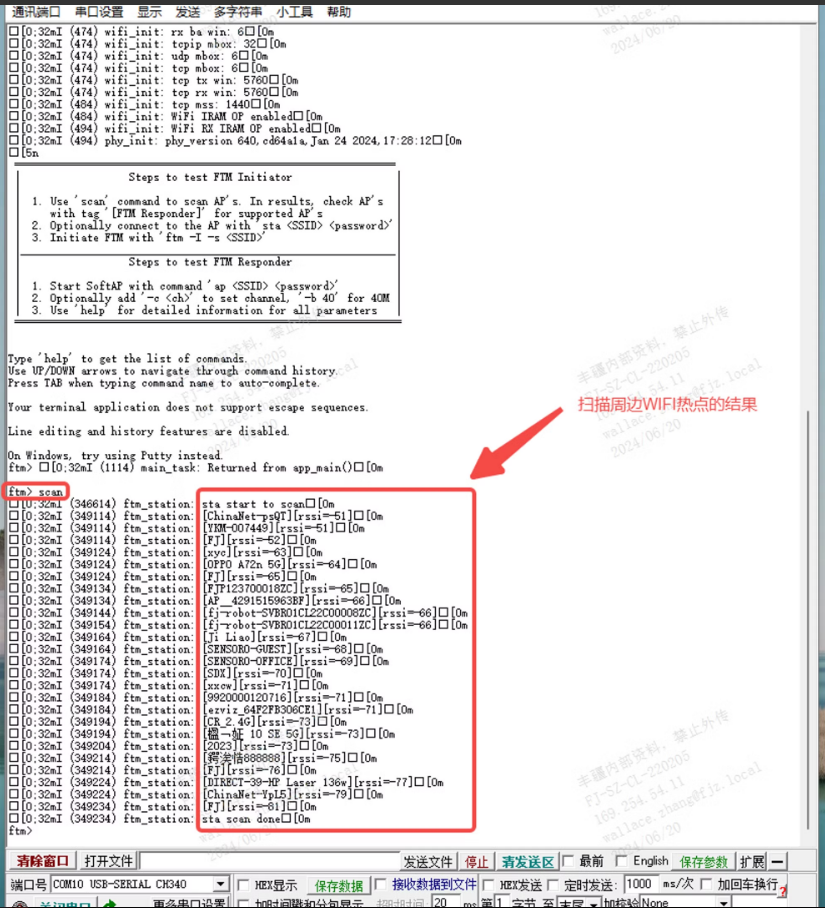 通讯端口 串口设置 显示 发送 多字符串 小工具 帮助
□[0;32mI (474) wifi_init: rx ba win: 6□[0m
□[0;32mI (474) wifi_init: tcpip mbox: 32□[0m
□[0;32mI (474) wifi_init: udp mbox: 6□[0m
□[0;32mI (474) wifi_init: tcp mbox: 6□[0m
□[0;32mI (474) wifi_init: tcp tx win: 5760□[0m
□[0;32mI (474) wifi_init: tcp rx win: 5760□[0m
□[0;32mI (484) wifi_init: tcp mss: 1440□[0m
□[0;32mI (484) wifi_init: WiFi IRAM OP enabled□[0m
□[0;32mI (494) wifi_init: WiFi RX IRAM OP enabled□[0m
□[0;32mI (494) phy_init: phy_version 640,cd64a1a,Jan 24 2024,17:28:12□[0m
□[5n
Steps to test FTM Initiator
1. Use 'scan' command to scan AP's. In results, check AP's
with tag '[FTM Responder]' for supported AP's
2. Optionally connect to the AP with 'sta <SSID> <password>'
3. Initiate FTM with 'ftm -I -s <SSID>'
Steps to test FTM Responder
1. Start SoftAP with command 'ap <SSID> <password>'
2. Optionally add '-c <ch>' to set channel, '-b 40' for 40M
3. Use 'help' for detailed information for all parameters
Type 'help' to get the list of commands.
Use UP/DOWN arrows to navigate through command history.
Press TAB when typing command name to auto-complete.
Your terminal application does not support escape sequences.
Line editing and history features are disabled.
On Windows, try using Putty instead.
ftm> □[0;32mI (1114) main_task: Returned from app_main()□[0m
扫描周边WIFI热点的结果
ftm> scan
□[0;32mI (346614) ftm_station: sta start to scan□[0m
□[0;32mI (349114) ftm_station: [ChinaNet-psQT][rssi=-51]□[0m
□[0;32mI (349114) ftm_station: [YKM-007449][rssi=-51]□[0m
□[0;32mI (349114) ftm_station: [FJ][rssi=-52]□[0m
□[0;32mI (349124) ftm_station: [xyc][rssi=-63]□[0m
□[0;32mI (349124) ftm_station: [OPPO A72n 5G][rssi=-64]□[0m
□[0;32mI (349124) ftm_station: [FJ][rssi=-65]□[0m
□[0;32mI (349134) ftm_station: [FJP123700018ZC][rssi=-65]□[0m
□[0;32mI (349134) ftm_station: [AP__4291515963BF][rssi=-66]□[0m
□[0;32mI (349144) ftm_station: [fj-robot-SVBR01CL22C00008ZC][rssi=-66]□[0m
□[0;32mI (349154) ftm_station: [fj-robot-SVBR01CL22C00011ZC][rssi=-66]□[0m
□[0;32mI (349164) ftm_station: [Ji Liao][rssi=-67]□[0m
□[0;32mI (349164) ftm_station: [SENSORO-GUEST][rssi=-68]□[0m
□[0;32mI (349174) ftm_station: [SENSORO-OFFICE][rssi=-69]□[0m
□[0;32mI (349174) ftm_station: [SDX][rssi=-70]□[0m
□[0;32mI (349174) ftm_station: [xxcw][rssi=-71]□[0m
□[0;32mI (349184) ftm_station: [9920000120716][rssi=-71]□[0m
□[0;32mI (349184) ftm_station: [ezviz_64F2FB306CE1][rssi=-71]□[0m
□[0;32mI (349194) ftm_station: [CR_2.4G][rssi=-73]□[0m
□[0;32mI (349194) ftm_station: 10 SE 5G][rssi=-73]□[0m
□[0;32mI (349204) ftm_station: [2023][rssi=-73]□[0m
□[0;32mI (349214) ftm_station: 888888][rssi=-75]□[0m
□[0;32mI (349214) ftm_station: [FJ][rssi=-76]□[0m
□[0;32mI (349224) ftm_station: [DIRECT-39-HP Laser 136w][rssi=-77]□[0m
□[0;32mI (349224) ftm_station: [ChinaNet-YpL5][rssi=-79]□[0m
□[0;32mI (349234) ftm_station: [FJ][rssi=-81]□[0m
□[0;32mI (349234) ftm_station: sta scan done□[0m
ftm>
丰疆内部资料，禁止外传
FJ-SZ-CL-220205
169.254.54.11
wallace.zhang@fjz.local
2024/06/20
清除窗口 打开文件 发送文件 停止 清发送区 最前 English 保存参数 扩展 —
端口号 COM10 USB-SERIAL CH340 HEX显示 保存数据 接收数据到文件 HEX发送 定时发送: 1000 ms/次 加回车换行
关闭串口 更多串口设置 加时间戳和分包显示 超时时间: 20 ms 第 1 字节 至 末尾 加校验 None